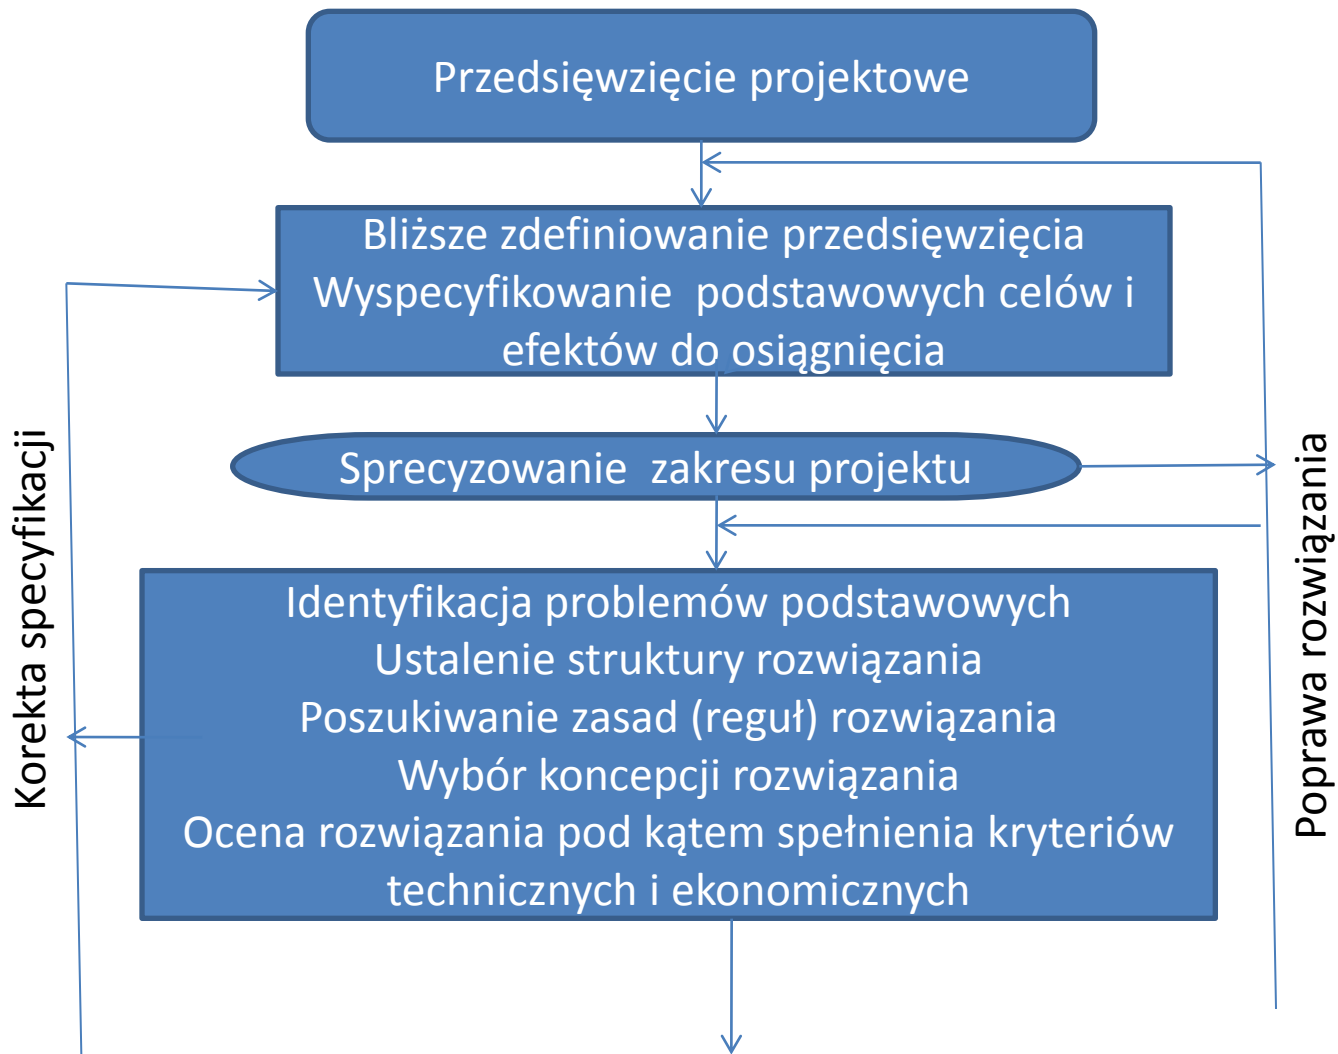 Przedsięwzięcie projektowe
Bliższe zdefiniowanie przedsięwzięcia
Wyspecyfikowanie podstawowych celów i
efektów do osiągnięcia
Sprecyzowanie zakresu projektu
Identyfikacja problemów podstawowych
Ustalenie struktury rozwiązania
Poszukiwanie zasad (reguł) rozwiązania
Wybór koncepcji rozwiązania
Ocena rozwiązania pod kątem spełnienia kryteriów
technicznych i ekonomicznych
Korekta specyfikacji
Poprawa rozwiązania